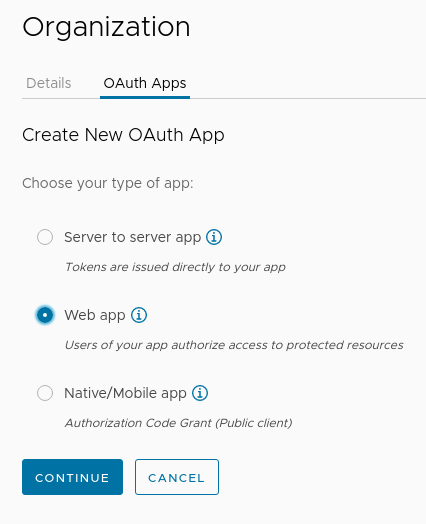 Organization
Details
OAuth Apps
Create New OAuth App
Choose your type of app:
Server to server app
Tokens are issued directly to your app
Web app
Users of your app authorize access to protected resources
Native/Mobile app
Authorization Code Grant (Public client)
CONTINUE
CANCEL